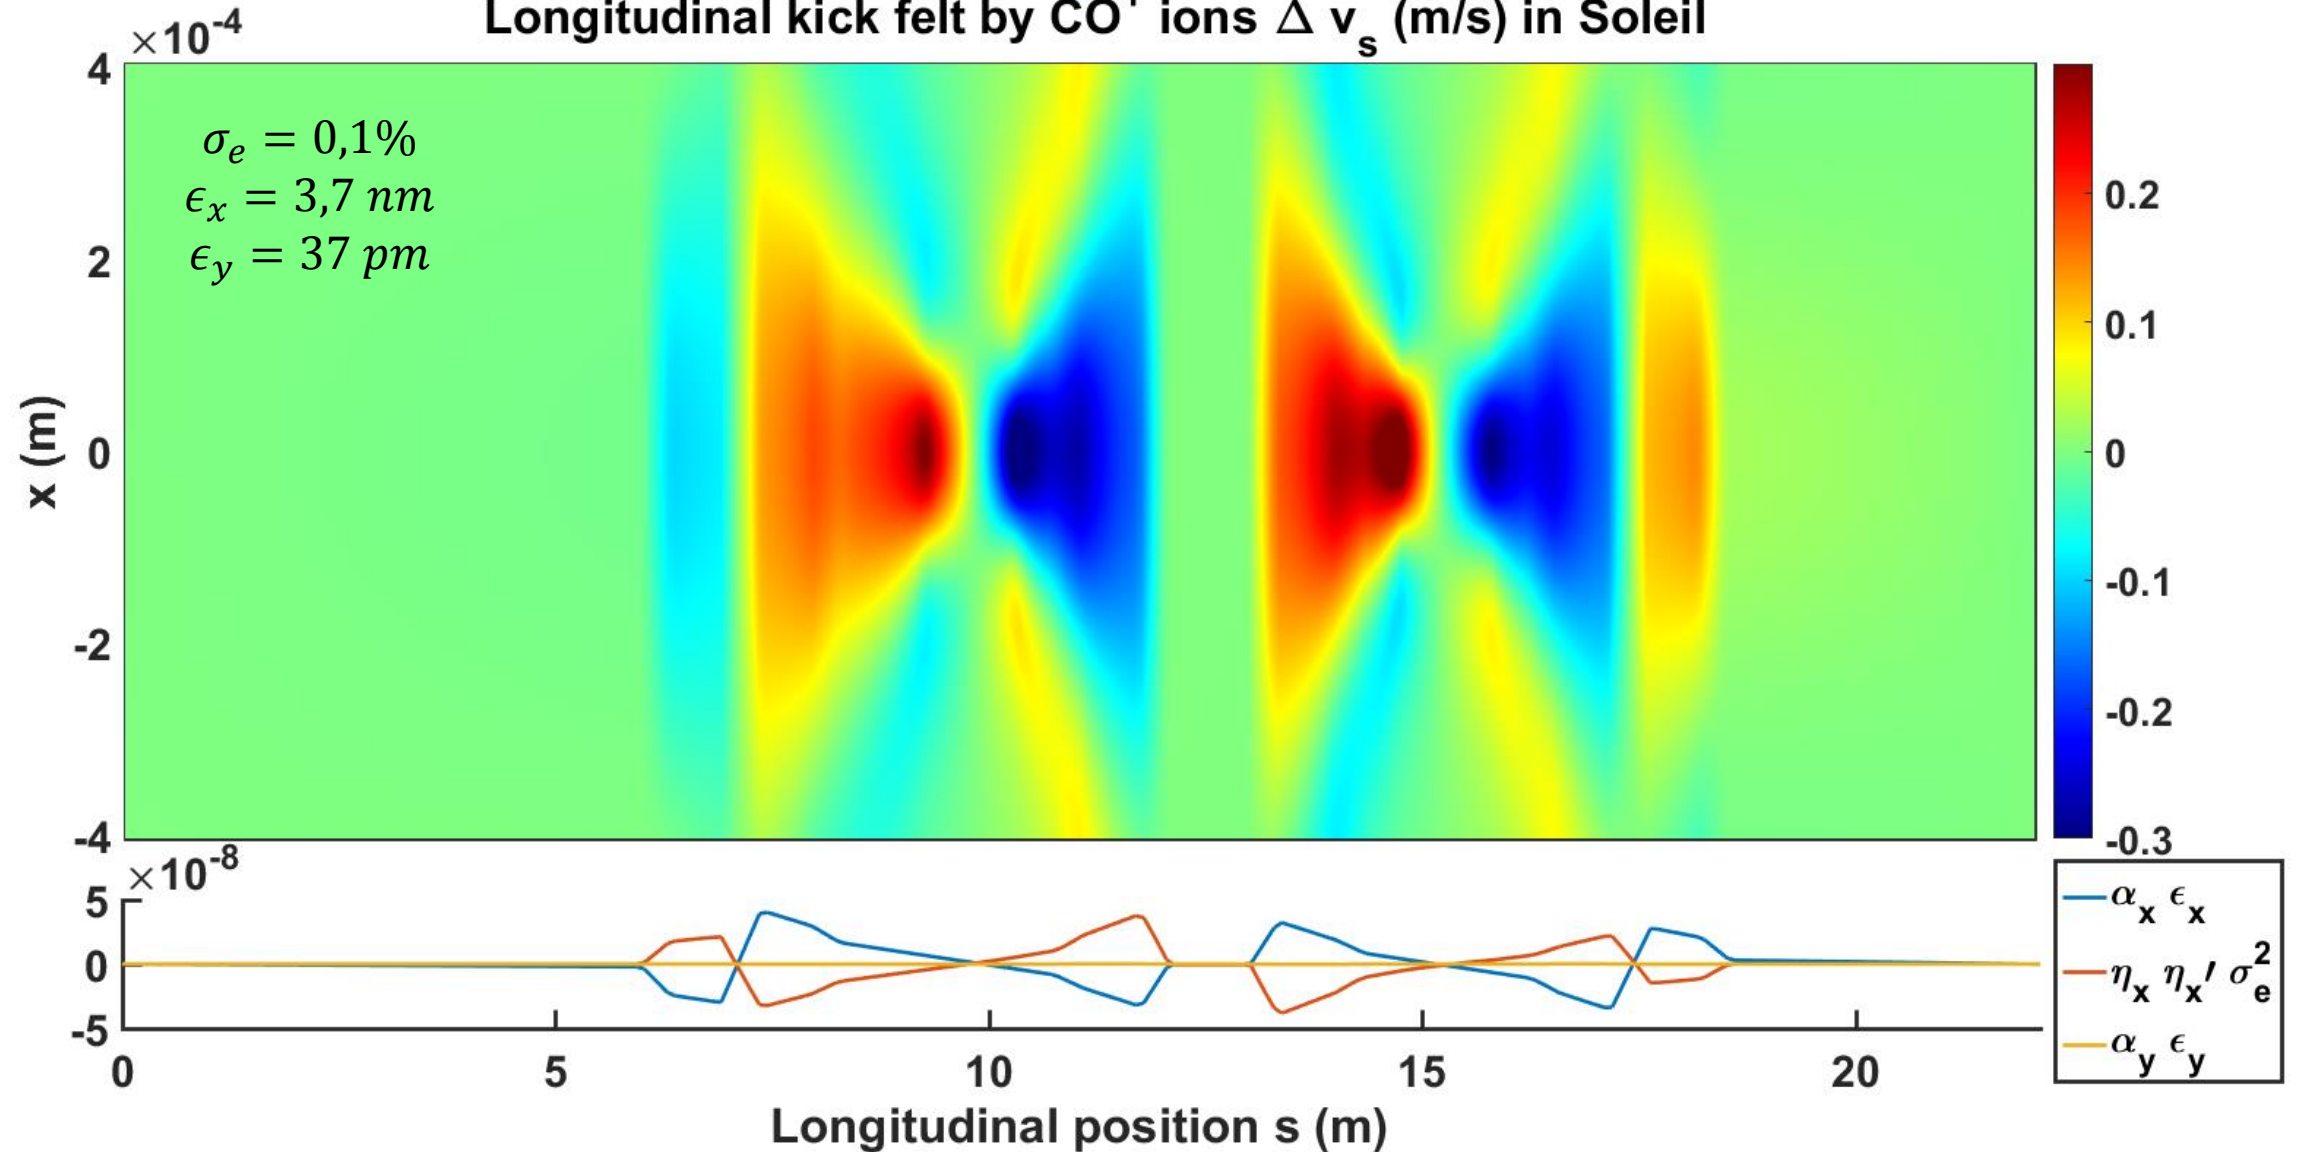 Longitudinal kick felt by CO⁺ ions Δ vₛ (m/s) in Soleil
×10⁻⁴
4
2
0
-2
-4
x (m)
σₑ = 0,1%
ϵₓ = 3,7 nm
ϵ_y = 37 pm
0.2
0.1
0
-0.1
-0.2
-0.3
×10⁻⁸
5
0
-5
0 5 10 15 20
Longitudinal position s (m)
αₓ ϵₓ
ηₓ ηₓ′ σₑ²
α_y ϵ_y